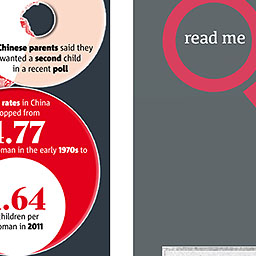 Chinese parents said they
wanted a second child
in a recent poll
rates in China
opped from
.77
oman in the early 1970s to
.64
children per
oman in 2011
read me